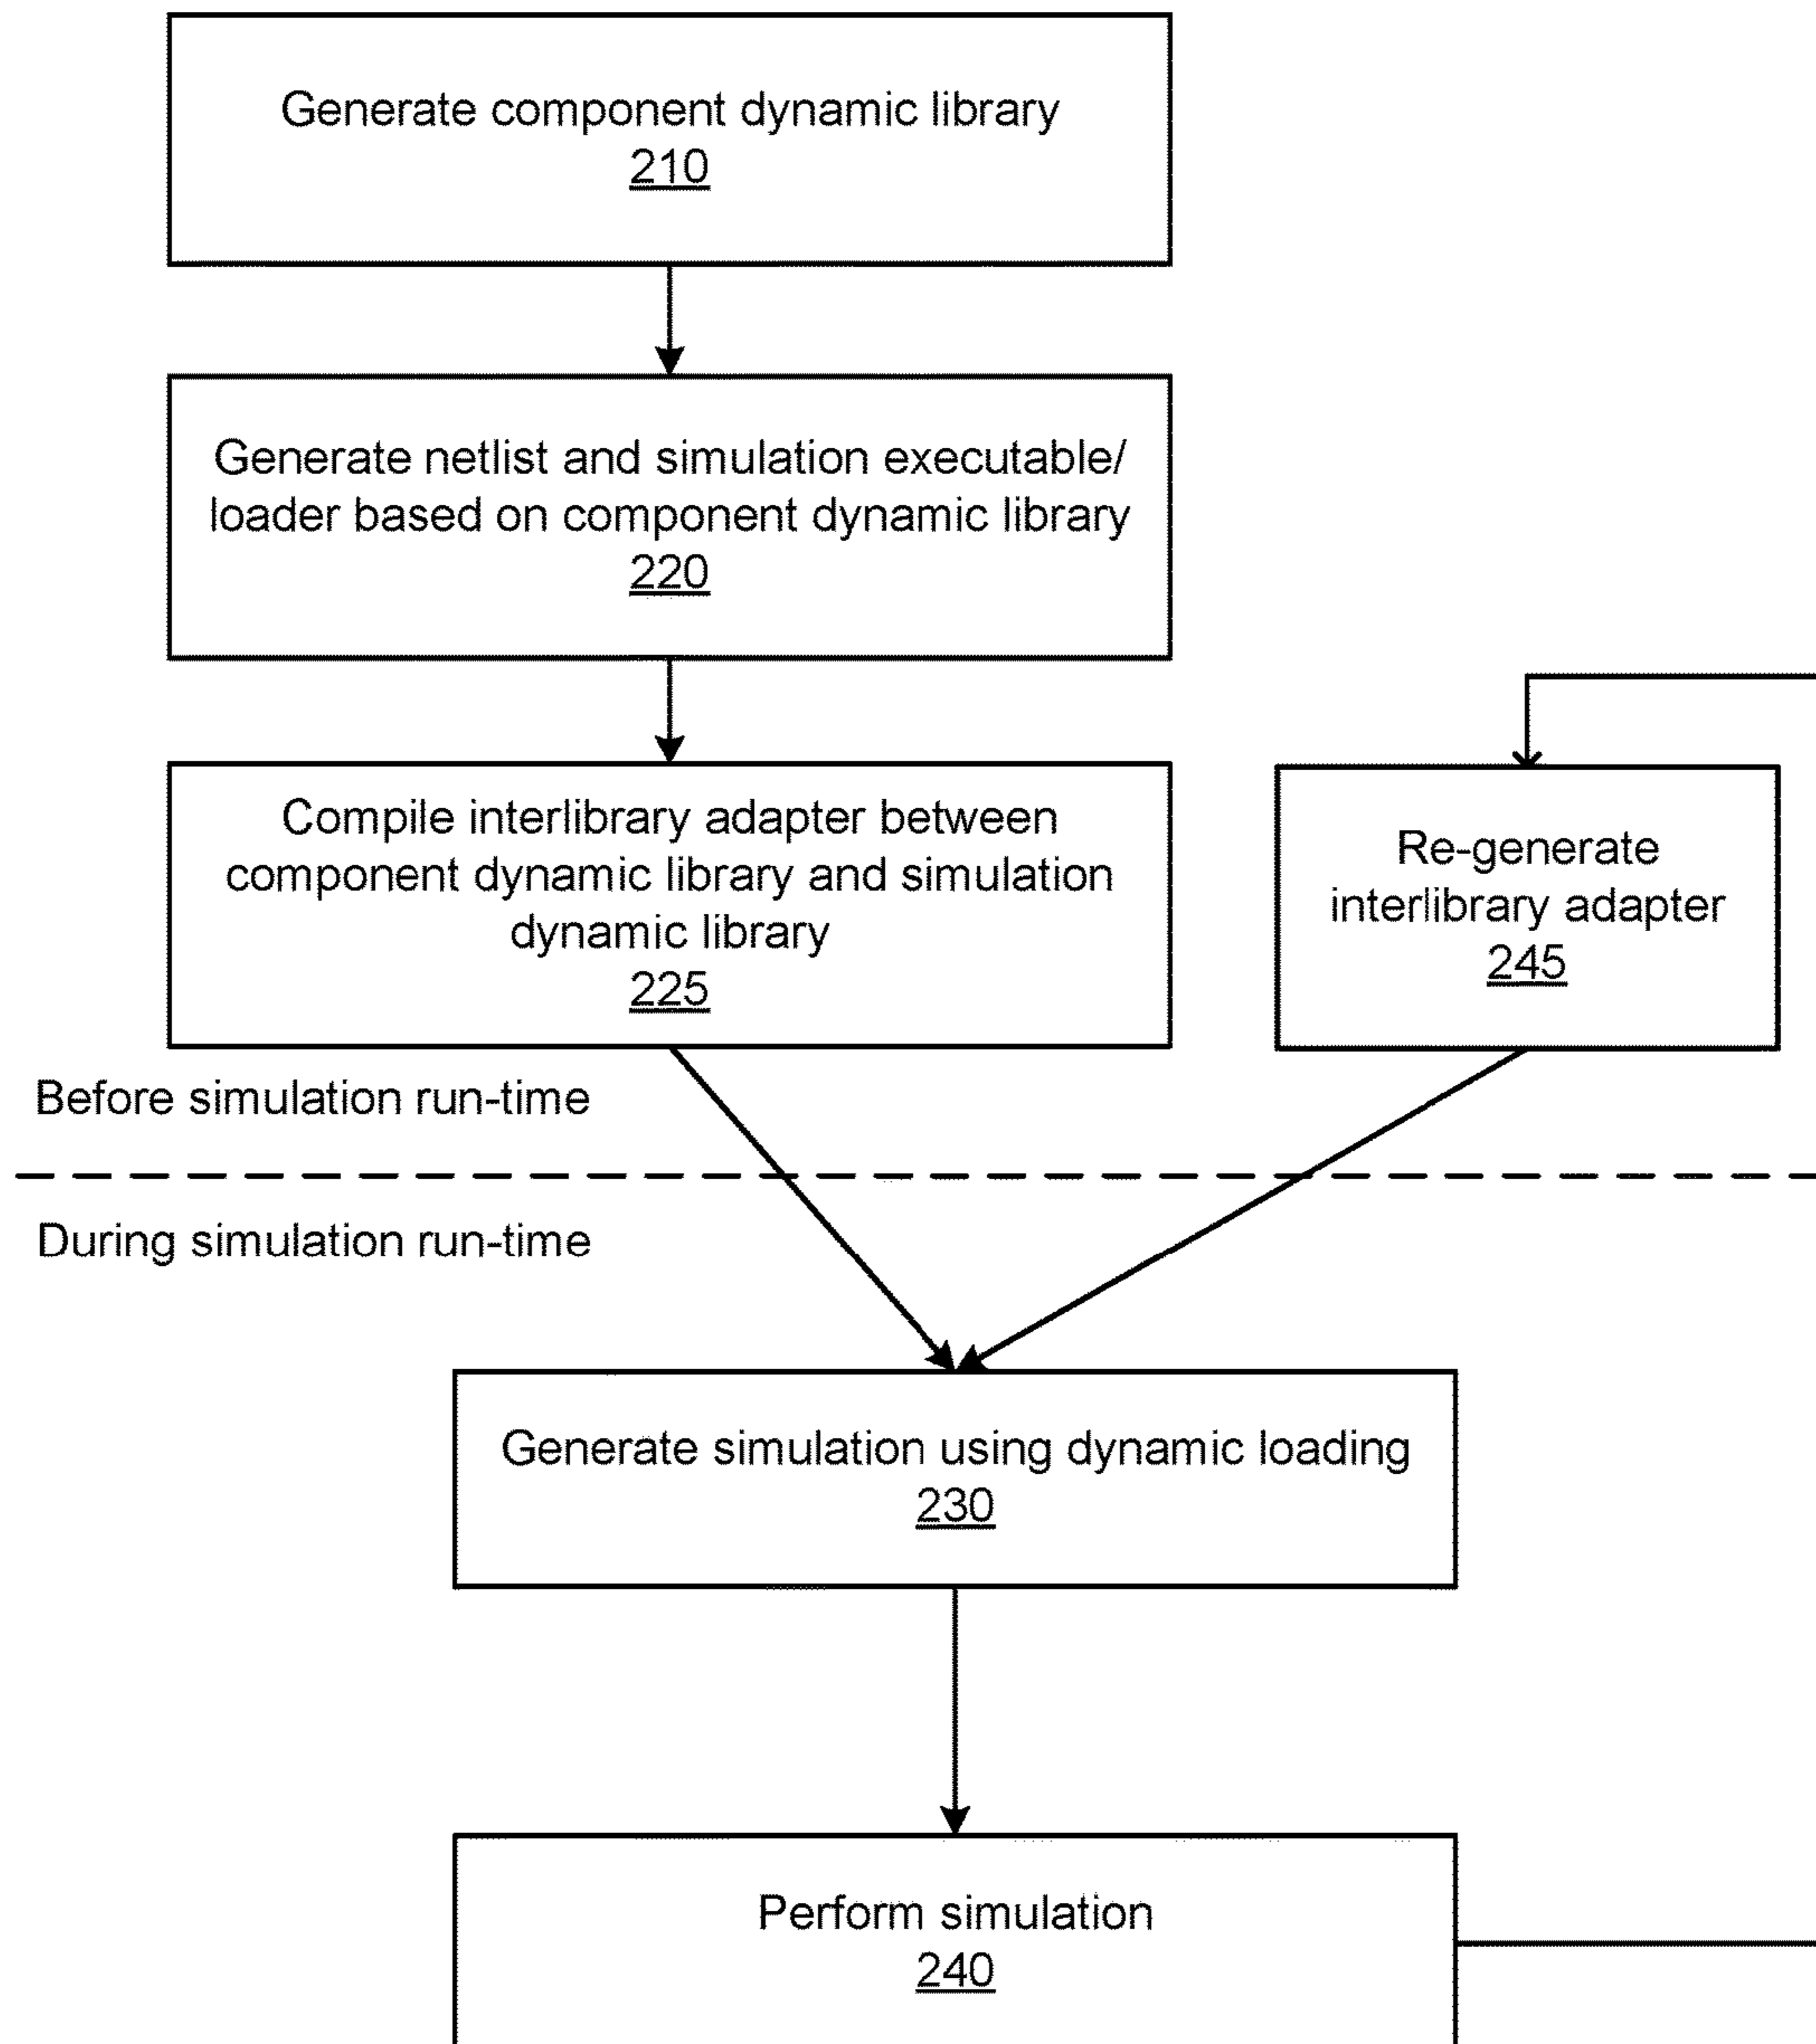 Generate component dynamic library
210
Generate netlist and simulation executable/
loader based on component dynamic library
220
Compile interlibrary adapter between
component dynamic library and simulation
dynamic library
225
Re-generate
interlibrary adapter
245
Before simulation run-time
During simulation run-time
Generate simulation using dynamic loading
230
Perform simulation
240